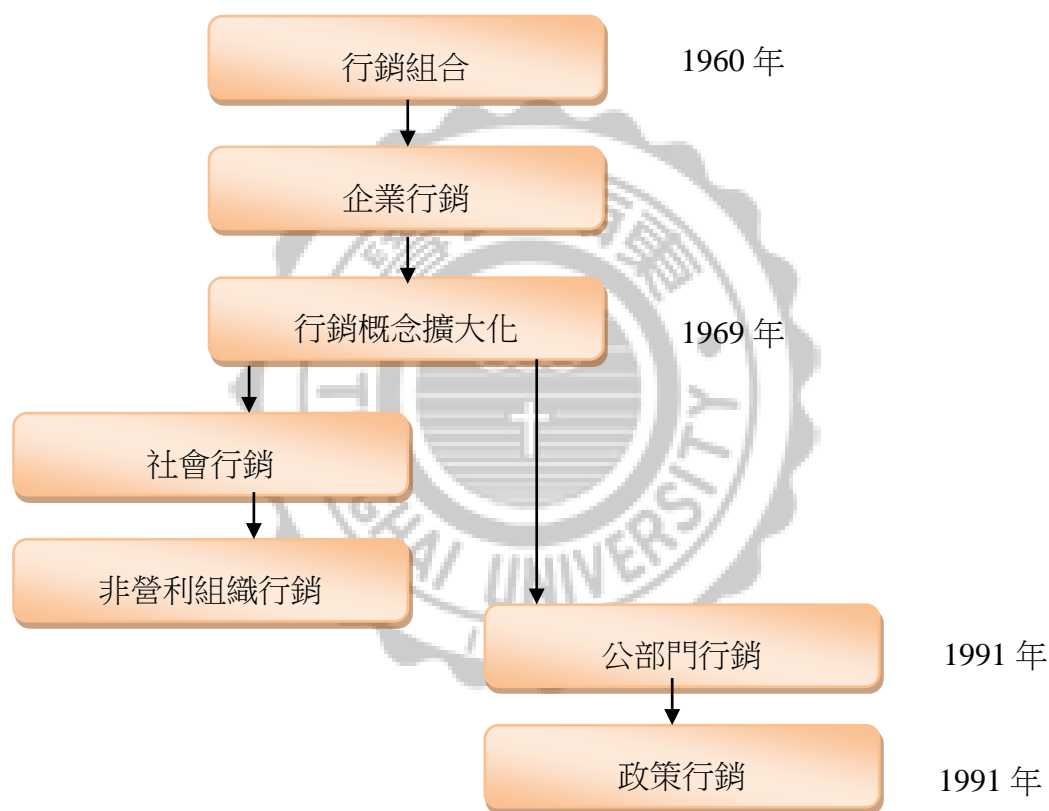 行銷組合 1960 年
企業行銷
行銷概念擴大化 1969 年
社會行銷
非營利組織行銷
公部門行銷 1991 年
政策行銷 1991 年
UNIVERSITY